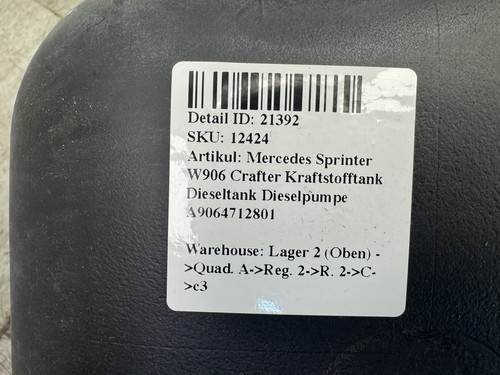 Detail ID: 21392
SKU: 12424
Artikul: Mercedes Sprinter
W906 Crafter Kraftstofftank
Dieseltank Dieselpumpe
A9064712801
Warehouse: Lager 2 (Oben) -
>Quad. A->Reg. 2->R. 2->C-
>c3